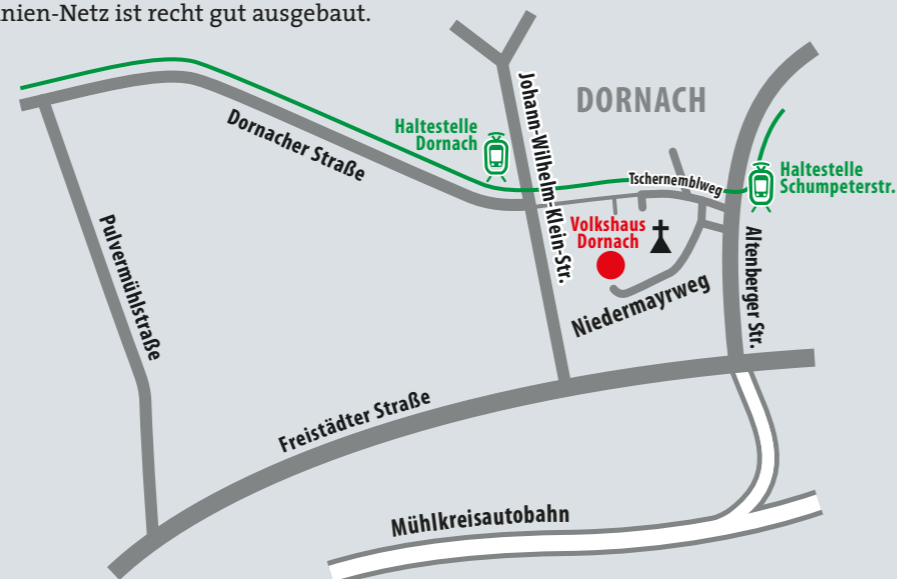 nien-Netz ist recht gut ausgebaut.
DORNACH
Johann-Wilhelm-Klein-Str.
Dornacher Straße
Haltestelle
Dornach
Tschernemblweg
Haltestelle
Schumpeterstr.
Volkshaus
Dornach
Pulvermühlstraße
Altenberger Str.
Niedermayrweg
Freistädter Straße
Mühlkreisautobahn